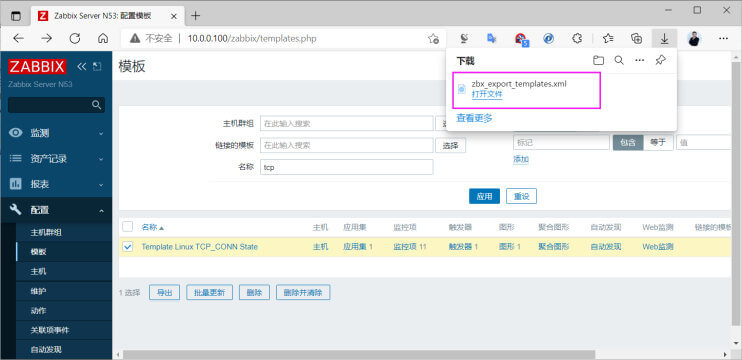 Zabbix Server N53: 配置模板
不安全 10.0.0.100/zabbix/templates.php
5
下载
zbx_export_templates.xml
打开文件
查看更多
ZABBIX
Zabbix Server N53
监测
资产记录
报表
配置
主机群组
模板
主机
维护
动作
关联项事件
自动发现
模板
主机群组 在此输入搜索
链接的模板 在此输入搜索 选择
名称 tcp
标记 包含 等于 值
添加
应用 重设
名称 主机 应用集 监控项 触发器 图形 聚合图形 自动发现 Web监测 链接的模板
Template Linux TCP_CONN State 主机 应用集 1 监控项 11 触发器 1 图形 1 聚合图形 自动发现 Web监测
1 选择 导出 批量更新 删除 删除并清除